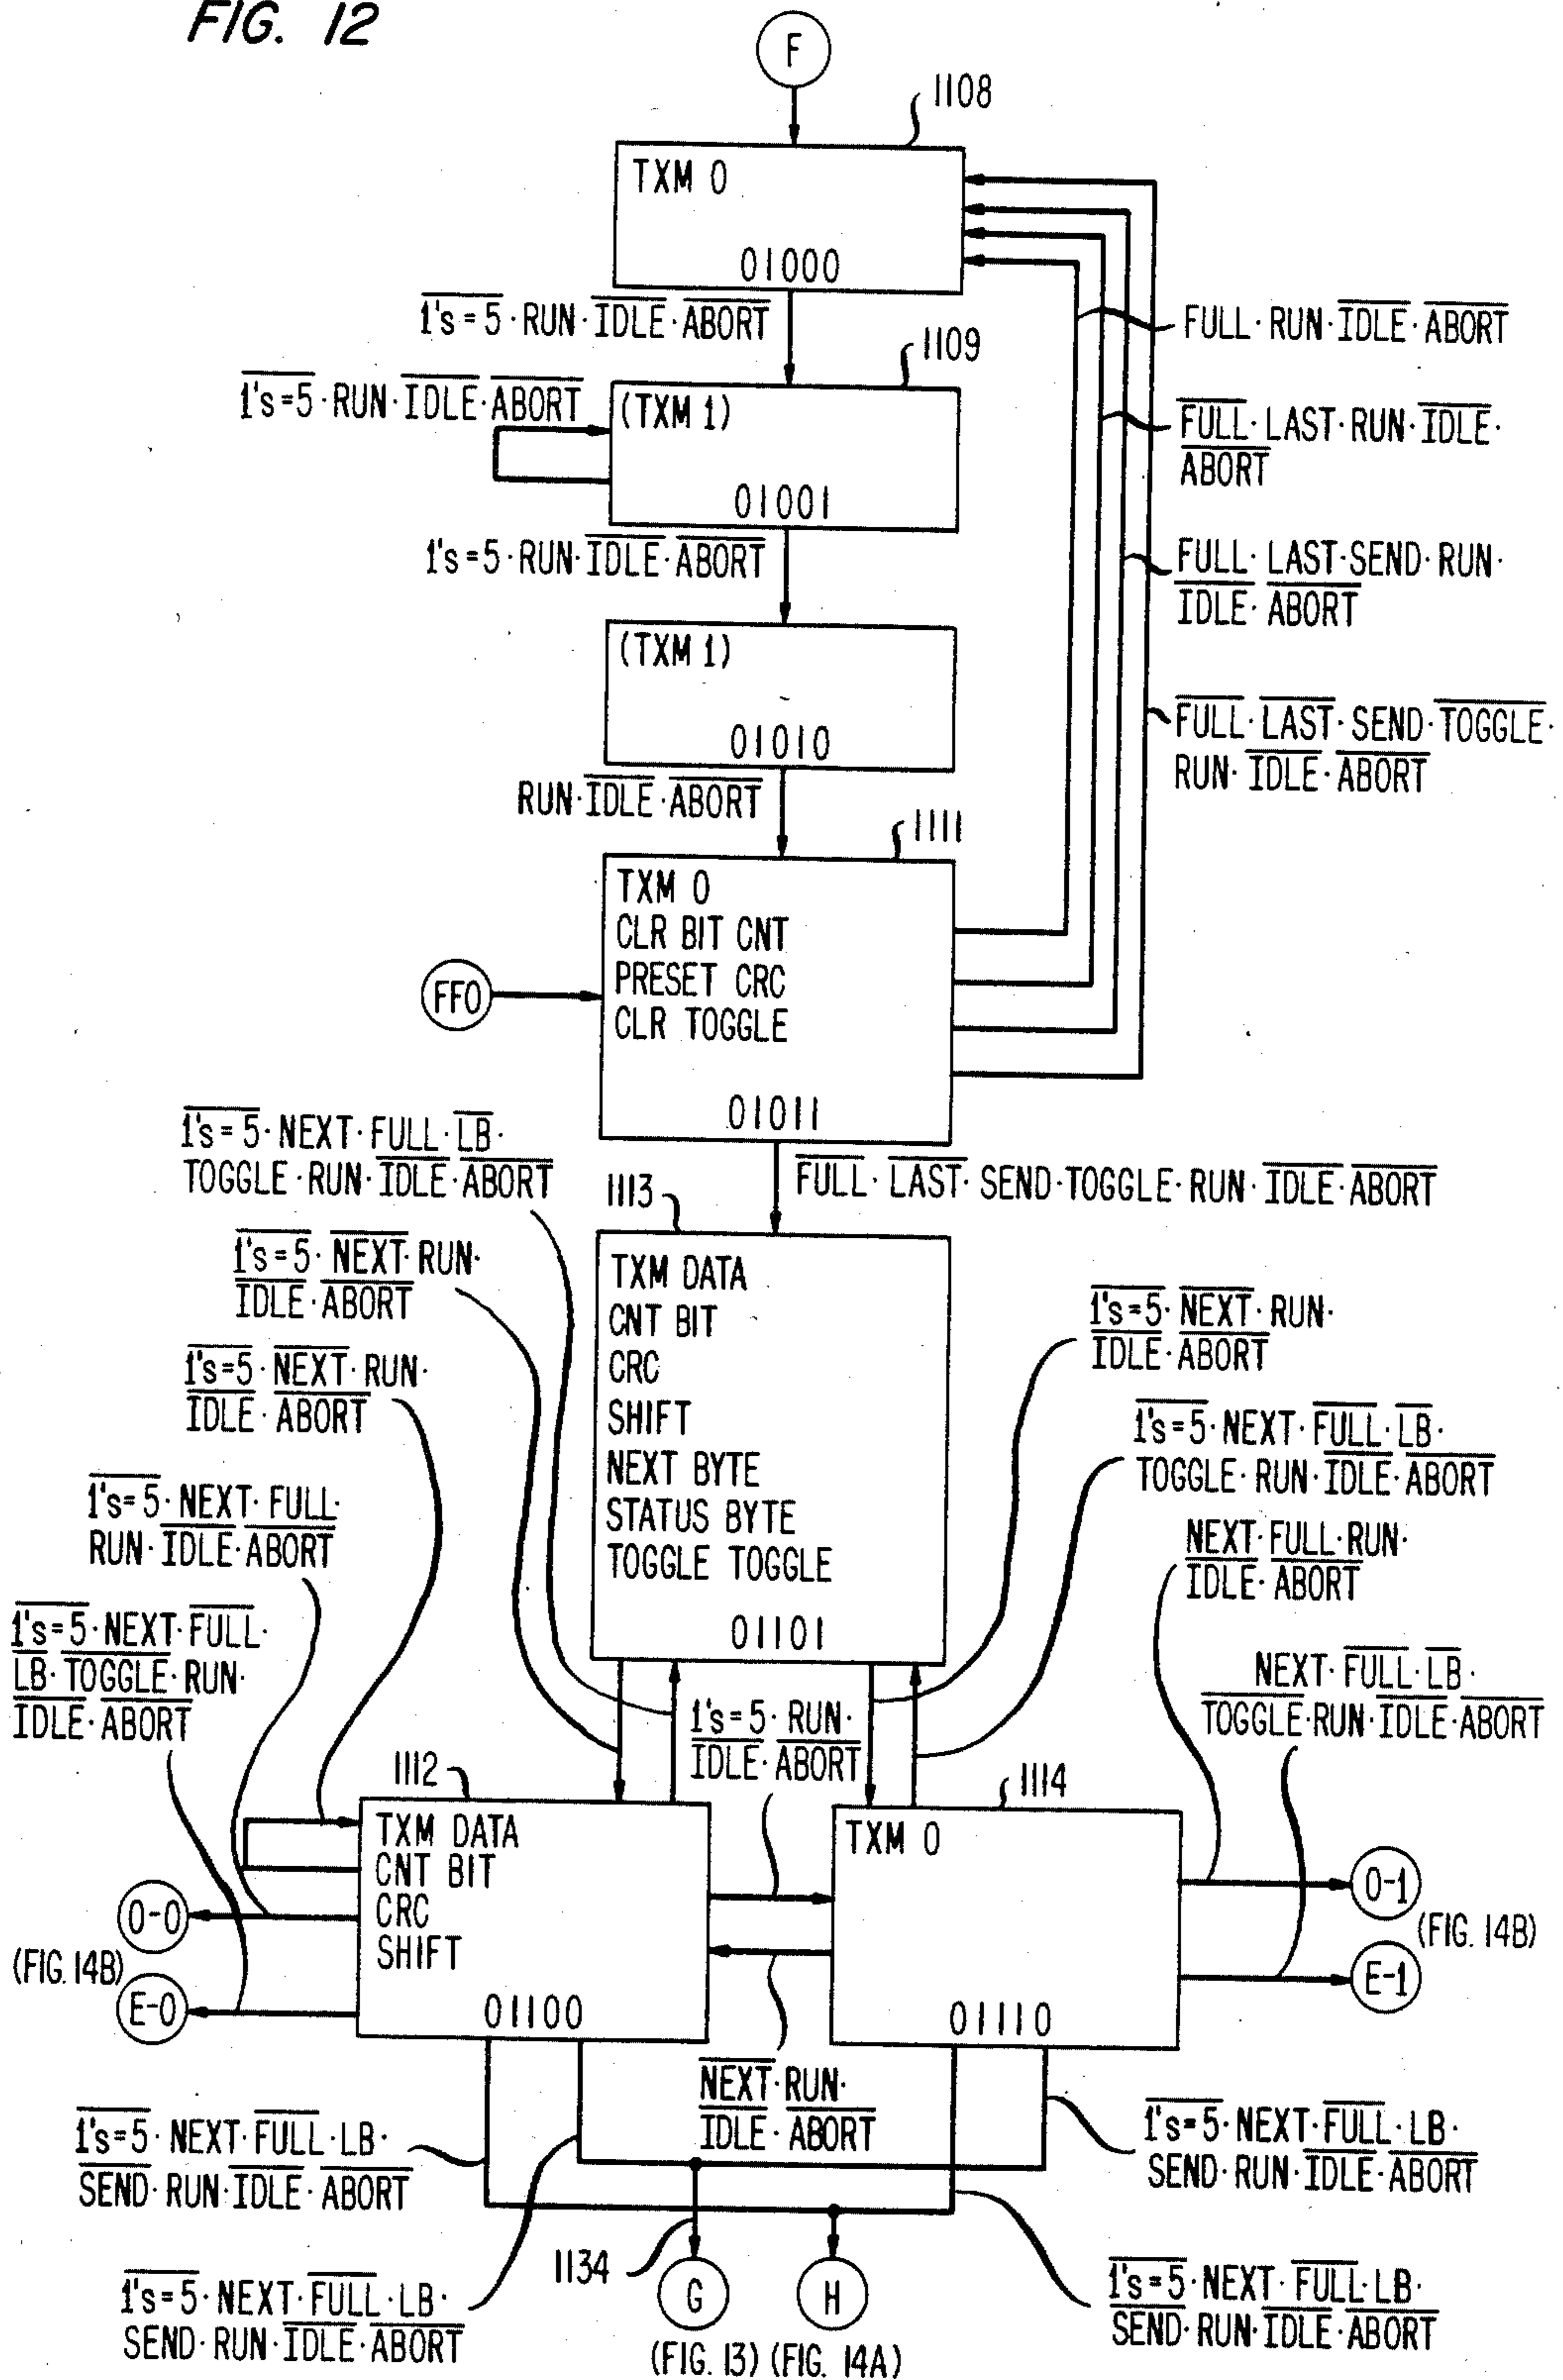 FIG. 12
F
1108
TXM 0
01000
1's=5·RUN·IDLE·ABORT
FULL·RUN·IDLE·ABORT
1109
1's=5·RUN·IDLE·ABORT
(TXM 1)
01001
FULL·LAST·RUN·IDLE·
ABORT
1's=5·RUN·IDLE·ABORT
FULL·LAST·SEND·RUN·
IDLE·ABORT
(TXM 1)
01010
FULL·LAST·SEND·TOGGLE·
RUN·IDLE·ABORT
RUN·IDLE·ABORT
1111
TXM 0
CLR BIT CNT
PRESET CRC
CLR TOGGLE
01011
FF0
1's=5·NEXT·FULL·LB·
TOGGLE·RUN·IDLE·ABORT
FULL·LAST·SEND·TOGGLE·RUN·IDLE·ABORT
1113
1's=5·NEXT·RUN·
IDLE·ABORT
TXM DATA
CNT BIT
CRC
SHIFT
NEXT BYTE
STATUS BYTE
TOGGLE TOGGLE
01101
1's=5·NEXT·RUN·
IDLE·ABORT
1's=5·NEXT·RUN·
IDLE·ABORT
1's=5·NEXT·FULL·LB·
TOGGLE·RUN·IDLE·ABORT
1's=5·NEXT·FULL·
RUN·IDLE·ABORT
NEXT·FULL·RUN·
IDLE·ABORT
1's=5·NEXT·FULL·
LB·TOGGLE·RUN·
IDLE·ABORT
NEXT·FULL·LB·
TOGGLE·RUN·IDLE·ABORT
1's=5·RUN·
IDLE·ABORT
1112
1114
TXM DATA
CNT BIT
CRC
SHIFT
01100
TXM 0
01110
0-0
(FIG. 14B)
E-0
0-1
(FIG. 14B)
E-1
NEXT·RUN·
IDLE·ABORT
1's=5·NEXT·FULL·LB·
SEND·RUN·IDLE·ABORT
1's=5·NEXT·FULL·LB·
SEND·RUN·IDLE·ABORT
1134
G
H
1's=5·NEXT·FULL·LB·
SEND·RUN·IDLE·ABORT
1's=5·NEXT·FULL·LB·
SEND·RUN·IDLE·ABORT
(FIG. 13) (FIG. 14A)